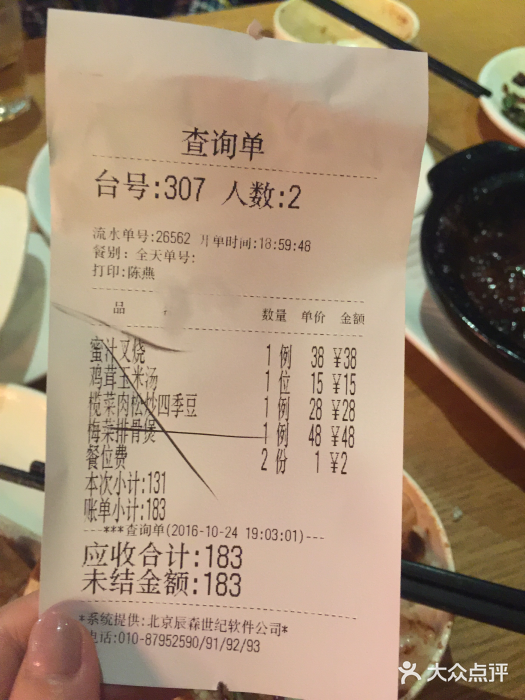 查询单
台号:307 人数:2
流水单号:26562 开单时间:18:59:48
餐别: 全天单号:
打印:陈燕
品 数量 单价 金额
蜜汁叉烧 1 例 38 ¥38
鸡茸玉米汤 1 位 15 ¥15
榄菜肉松炒四季豆 1 例 28 ¥28
梅菜排骨煲 1 例 48 ¥48
餐位费 2 份 1 ¥2
本次小计:131
账单小计:183
---***查询单(2016-10-24 19:03:01)---
应收合计:183
未结金额:183
*系统提供:北京辰森世纪软件公司*
电话:010-87952590/91/92/93
大众点评